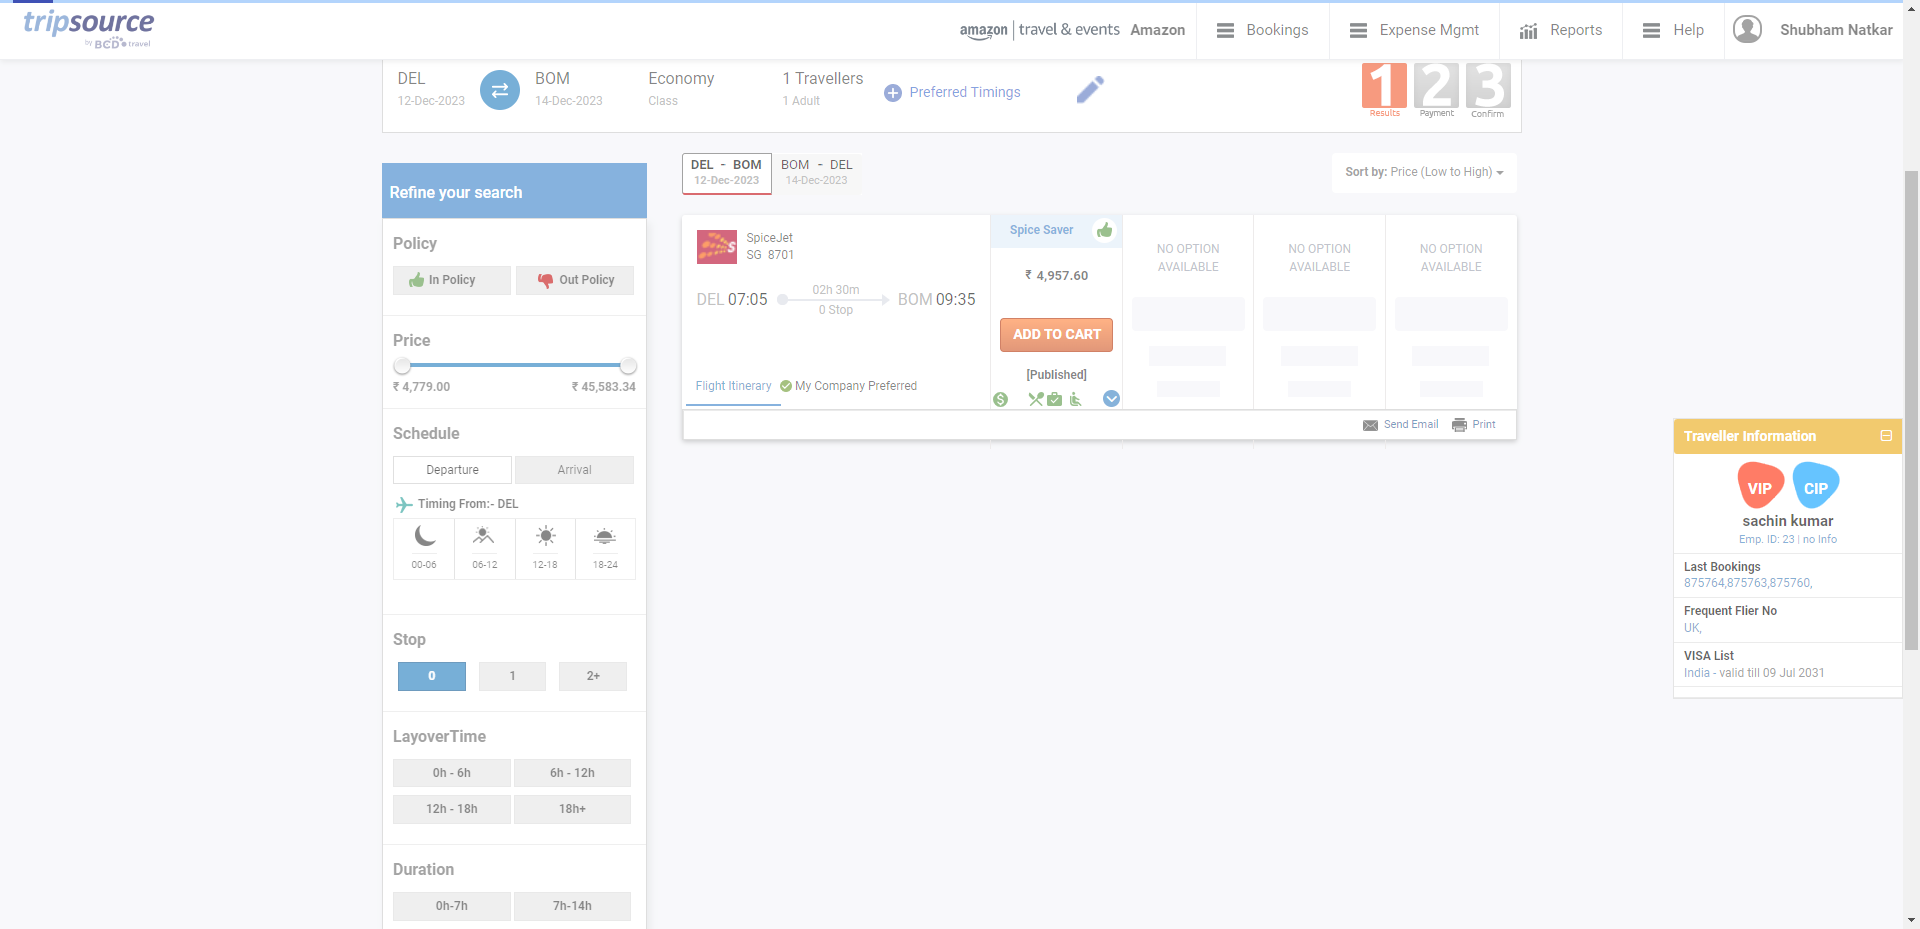 tripsource
by BCD travel
amazon | travel & events Amazon
Bookings
Expense Mgmt
Reports
Help
Shubham Natkar
DEL
12-Dec-2023
BOM
14-Dec-2023
Economy
Class
1 Travellers
1 Adult
Preferred Timings
1
Results
2
Payment
3
Confirm
DEL - BOM
12-Dec-2023
BOM - DEL
14-Dec-2023
Sort by: Price (Low to High)
Refine your search
Policy
In Policy
Out Policy
Price
₹ 4,779.00
₹ 45,583.34
Schedule
Departure
Arrival
Timing From:- DEL
00-06
06-12
12-18
18-24
Stop
0
1
2+
LayoverTime
0h - 6h
6h - 12h
12h - 18h
18h+
Duration
0h-7h
7h-14h
SpiceJet
SG 8701
DEL 07:05
02h 30m
0 Stop
BOM 09:35
Flight Itinerary
My Company Preferred
Spice Saver
₹ 4,957.60
ADD TO CART
[Published]
NO OPTION
AVAILABLE
NO OPTION
AVAILABLE
NO OPTION
AVAILABLE
Send Email
Print
Traveller Information
VIP
CIP
sachin kumar
Emp. ID: 23 | no info
Last Bookings
875764,875763,875760,
Frequent Flier No
UK,
VISA List
India - valid till 09 Jul 2031